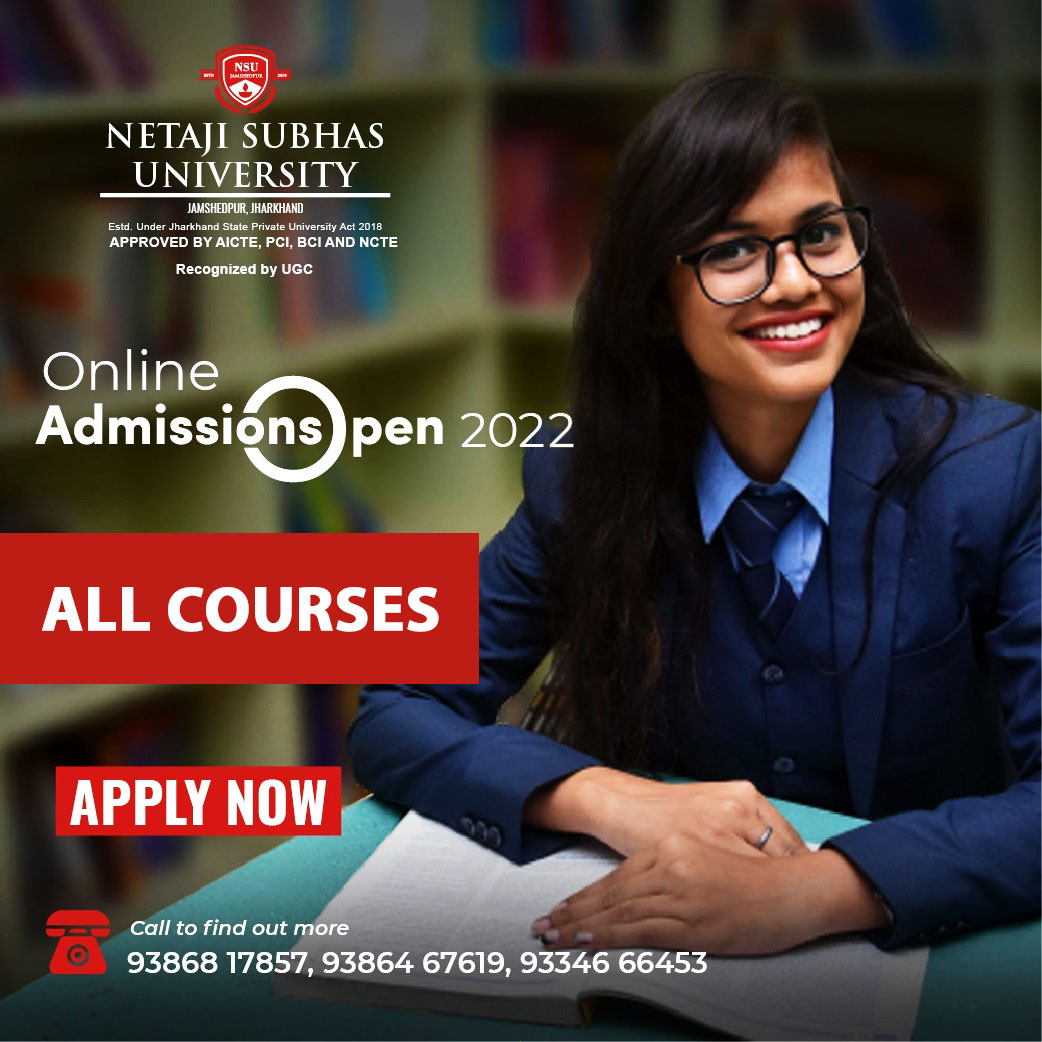 NSU
JAMSHEDPUR
NETAJI SUBHAS
UNIVERSITY
JAMSHEDPUR, JHARKHAND
Estd. Under Jharkhand State Private University Act 2018
APPROVED BY AICTE, PCI, BCI AND NCTE
Recognized by UGC
Online
Admissions Open 2022
ALL COURSES
APPLY NOW
Call to find out more
93868 17857, 93864 67619, 93346 66453